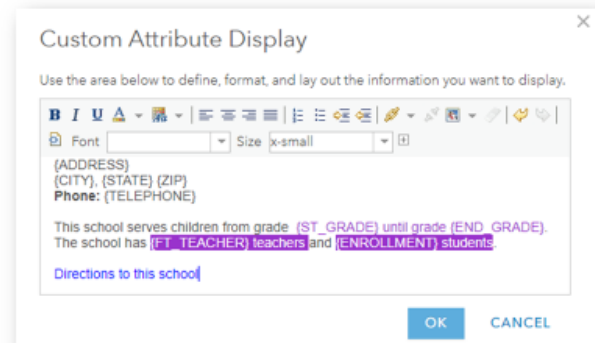 Custom Attribute Display
Use the area below to define, format, and lay out the information you want to display.
B I U A
Font Size x-small
{ADDRESS}
{CITY}, {STATE} {ZIP}
Phone: {TELEPHONE}
This school serves children from grade {ST_GRADE} until grade {END_GRADE}.
The school has {FT_TEACHER} teachers and {ENROLLMENT} students.
Directions to this school
OK CANCEL